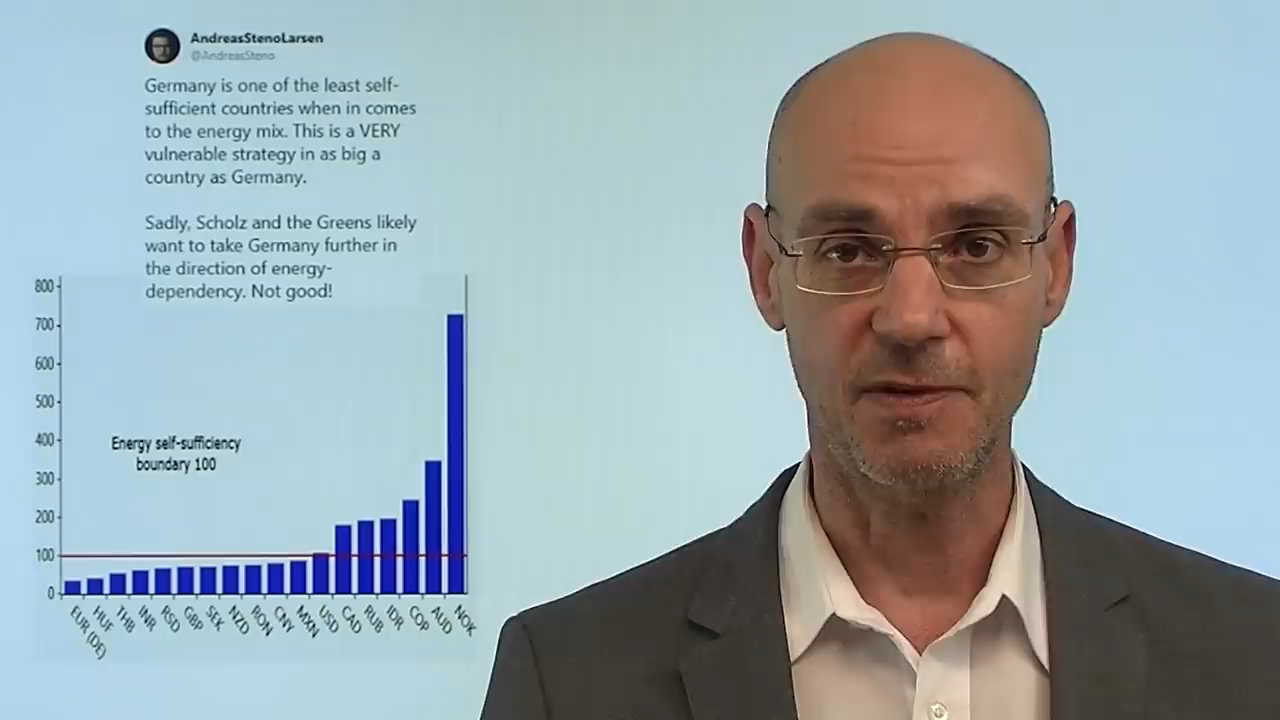 AndreasStenoLarsen
@AndreasSteno
Germany is one of the least self-
sufficient countries when in comes
to the energy mix. This is a VERY
vulnerable strategy in as big a
country as Germany.
Sadly, Scholz and the Greens likely
want to take Germany further in
the direction of energy-
dependency. Not good!
800
700
600
500
400
300
200
100
0
Energy self-sufficiency
boundary 100
EUR (DE)
HUF
THB
INR
RSD
GBP
SEK
NZD
RON
CNY
MXN
USD
CAD
RUB
IDR
COP
AUD
NOK